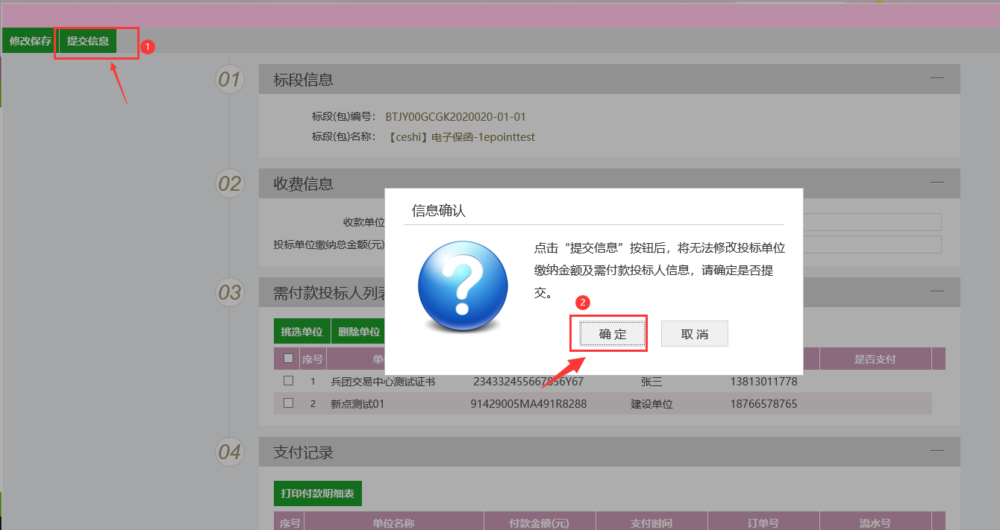 修改保存 提交信息 1
01 标段信息
标段(包)编号： BTJY00GCGK2020020-01-01
标段(包)名称： 【ceshi】电子保函-1epointtest
02 收费信息
收款单位
投标单位缴纳总金额(元)
信息确认
点击“提交信息”按钮后，将无法修改投标单位
缴纳金额及需付款投标人信息，请确定是否提
交。
2
确 定 取 消
03 需付款投标人列表
挑选单位 删除单位
序号 单 是否支付
1 兵团交易中心测试证书 234332455667856Y67 张三 13813011778
2 新点测试01 91429005MA491R8288 建设单位 18766578765
04 支付记录
打印付款明细表
序号 单位名称 付款金额(元) 支付时间 订单号 流水号